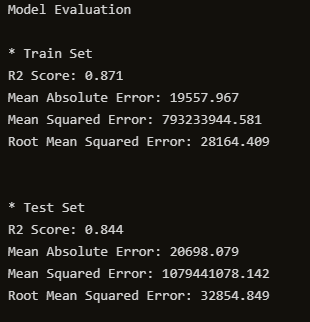 Model Evaluation
* Train Set
R2 Score: 0.871
Mean Absolute Error: 19557.967
Mean Squared Error: 793233944.581
Root Mean Squared Error: 28164.409
* Test Set
R2 Score: 0.844
Mean Absolute Error: 20698.079
Mean Squared Error: 1079441078.142
Root Mean Squared Error: 32854.849